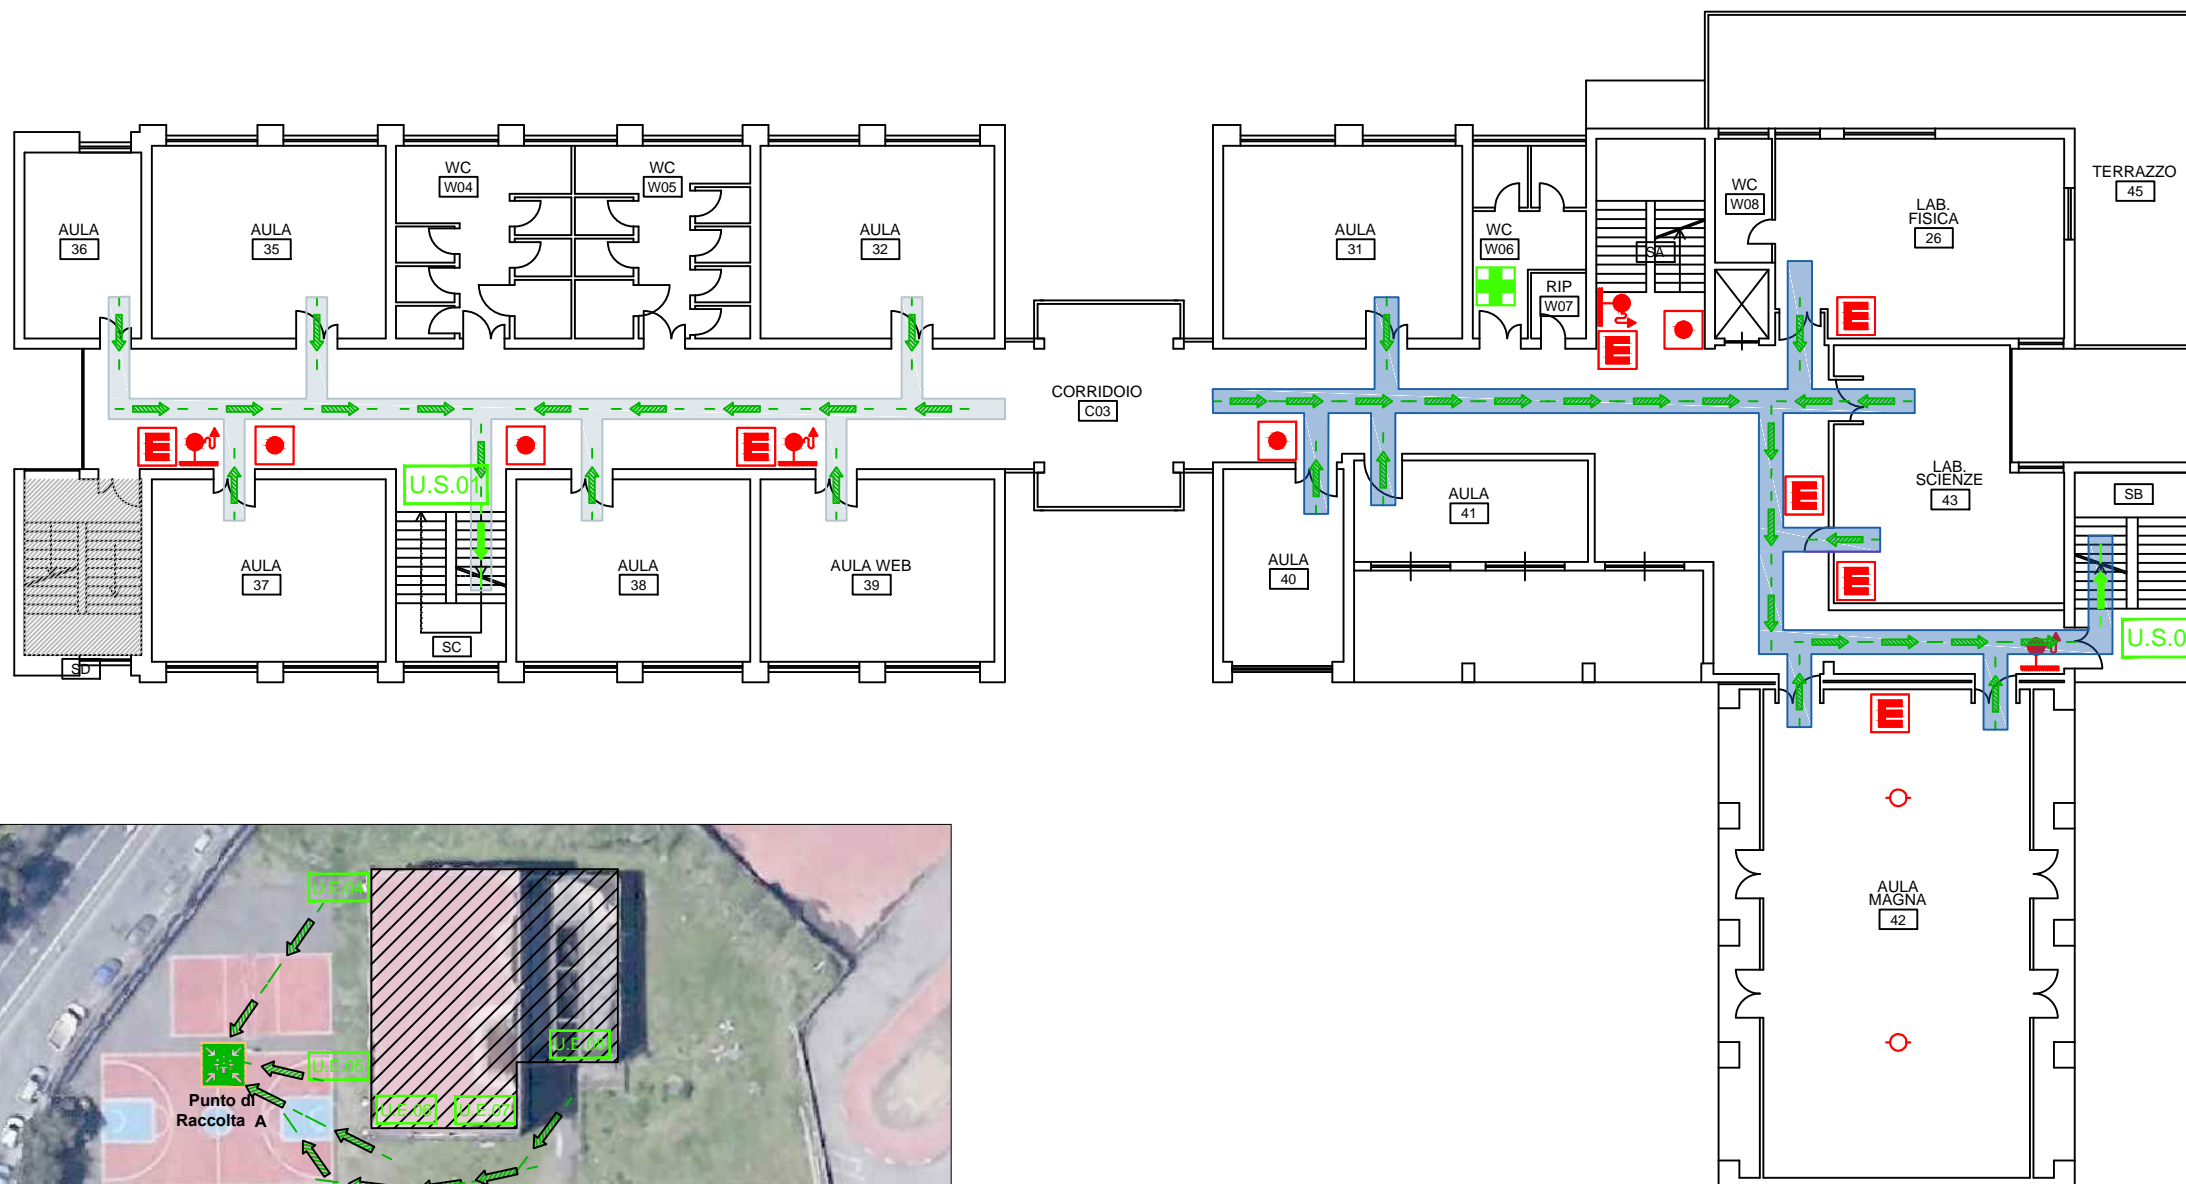 AULA
36
AULA
35
WC
W04
WC
W05
AULA
32
AULA
31
WC
W06
RIP
W07
SA
WC
W08
LAB.
FISICA
26
TERRAZZO
45
CORRIDOIO
C03
U.S.01
AULA
37
SC
SD
AULA
38
AULA WEB
39
AULA
40
AULA
41
LAB.
SCIENZE
43
SB
U.S.0
AULA
MAGNA
42
U.E.04
U.E.05
U.E.06
U.E.07
Punto di
Raccolta A